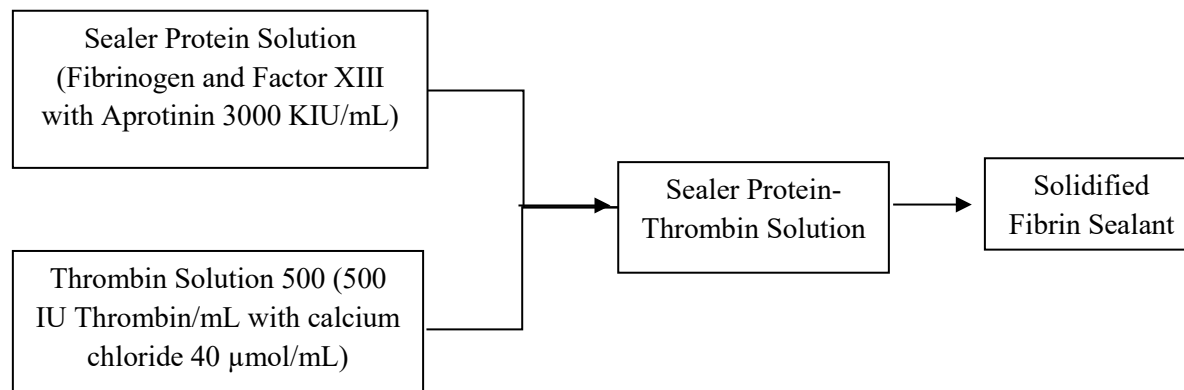 Sealer Protein Solution
(Fibrinogen and Factor XIII
with Aprotinin 3000 KIU/mL)
Thrombin Solution 500 (500
IU Thrombin/mL with calcium
chloride 40 µmol/mL)
Sealer Protein-
Thrombin Solution
Solidified
Fibrin Sealant